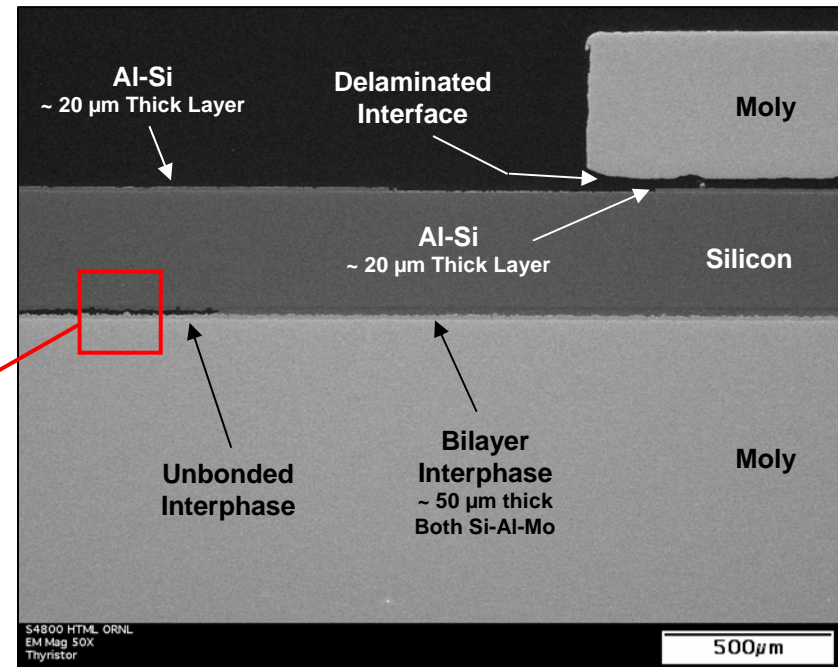 Al-Si
~ 20 µm Thick Layer
Delaminated
Interface
Moly
Al-Si
~ 20 µm Thick Layer
Silicon
Unbonded
Interphase
Bilayer
Interphase
~ 50 µm thick
Both Si-Al-Mo
Moly
S4800 HTML ORNL
EM Mag 50X
Thyristor
500µm